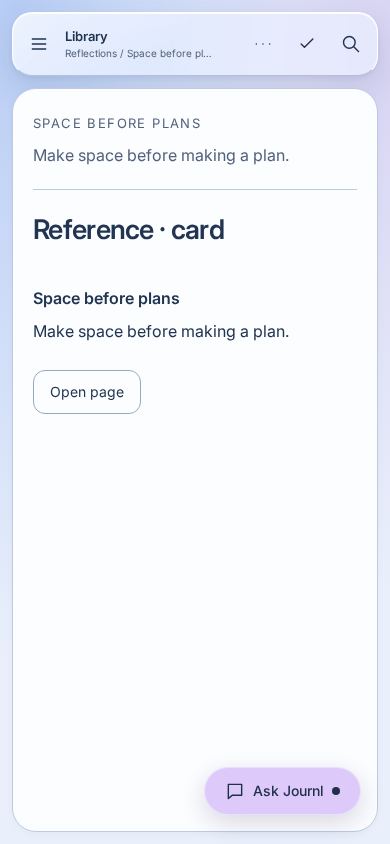 Library
Reflections / Space before pl...
SPACE BEFORE PLANS
Make space before making a plan.
Reference · card
Space before plans
Make space before making a plan.
Open page
Ask Journl